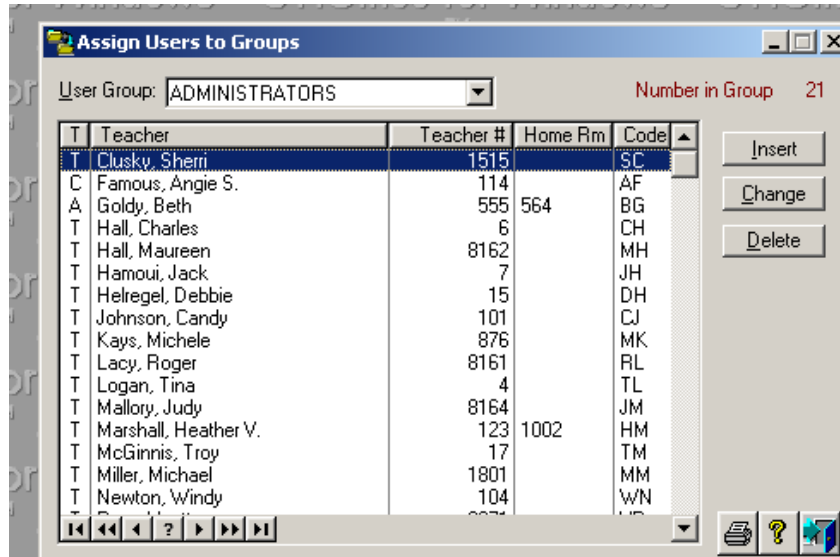 Assign Users to Groups
User Group: ADMINISTRATORS Number in Group 21
T Teacher Teacher # Home Rm Code
T Clusky, Sherri 1515 SC
C Famous, Angie S. 114 AF
A Goldy, Beth 555 564 BG
T Hall, Charles 6 CH
T Hall, Maureen 8162 MH
T Hamoui, Jack 7 JH
T Helregel, Debbie 15 DH
T Johnson, Candy 101 CJ
T Kays, Michele 876 MK
T Lacy, Roger 8161 RL
T Logan, Tina 4 TL
T Mallory, Judy 8164 JM
T Marshall, Heather V. 123 1002 HM
T McGinnis, Troy 17 TM
T Miller, Michael 1801 MM
T Newton, Windy 104 WN
Insert
Change
Delete